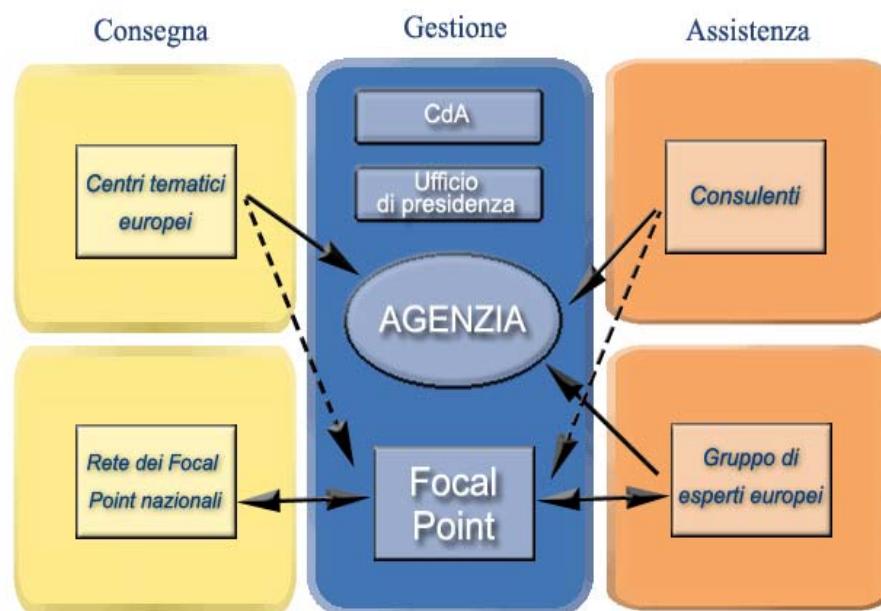 Consegna
Gestione
Assistenza
Centri tematici
europei
CdA
Ufficio
di presidenza
Consulenti
AGENZIA
Rete dei Focal
Point nazionali
Focal
Point
Gruppo di
esperti europei